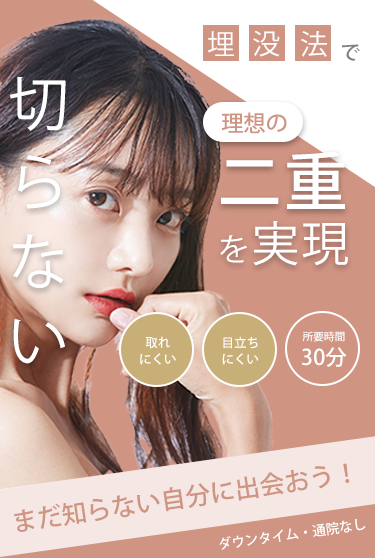 埋没法で
切らない
理想の
二重
を実現
取れ
にくい
目立ち
にくい
所要時間
30分
まだ知らない自分に出会おう！
ダウンタイム・通院なし